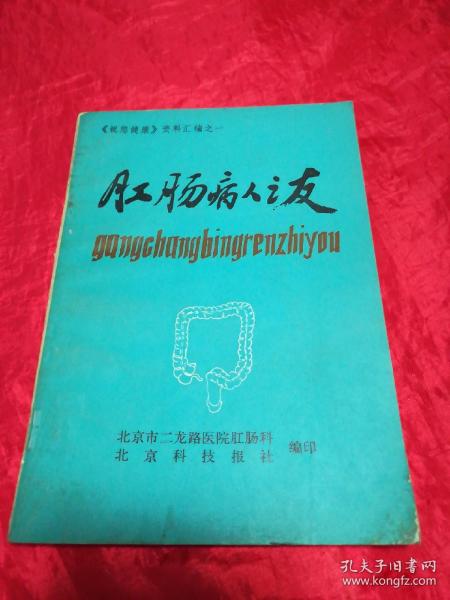 《祝您健康》资料汇编之一
肛肠病人之友
gangchangbingrenzhiyou
北京市二龙路医院肛肠科
北京科技报社
编印
孔夫子旧书网
www.kongfz.com